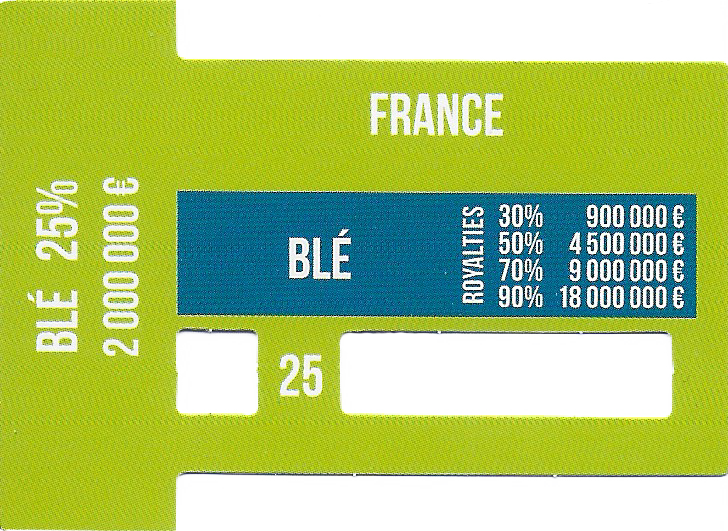 FRANCE
BLÉ 25%
2 000 000 €
BLÉ
ROYALTIES
30% 900 000 €
50% 4 500 000 €
70% 9 000 000 €
90% 18 000 000 €
25